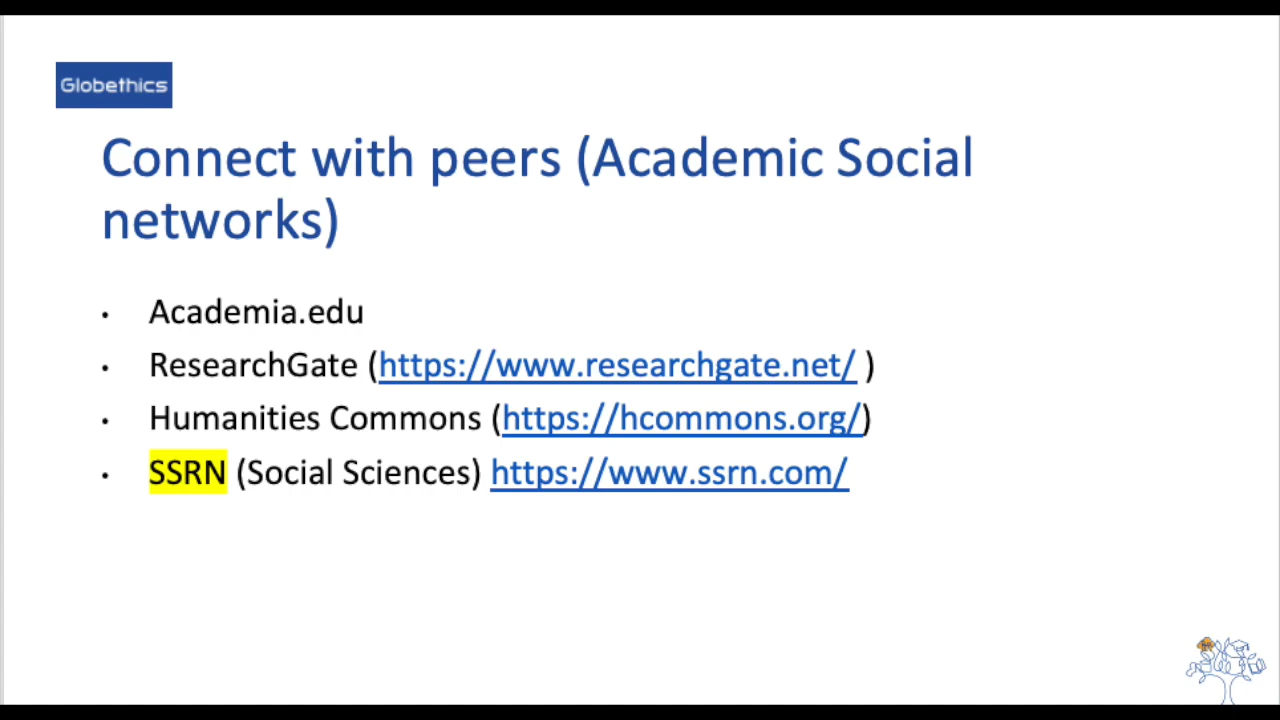 Globethics
Connect with peers (Academic Social
networks)
• Academia.edu
• ResearchGate (https://www.researchgate.net/ )
• Humanities Commons (https://hcommons.org/)
• SSRN (Social Sciences) https://www.ssrn.com/